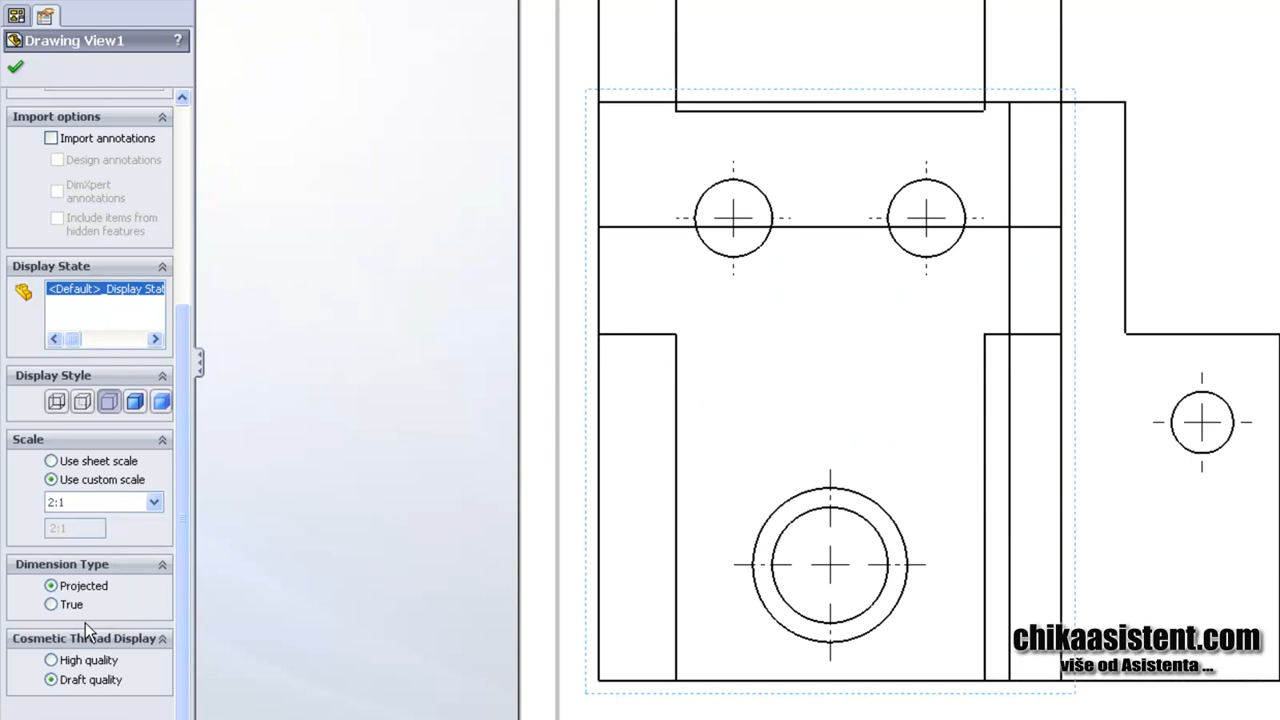 Drawing View1
?
Import options
Import annotations
Design annotations
DimXpert
annotations
Include items from
hidden features
Display State
<Default>_Display Stat
Display Style
Scale
Use sheet scale
Use custom scale
2:1
2:1
Dimension Type
Projected
True
Cosmetic Thread Display
High quality
Draft quality
chikaasistent.com
više od Asistenta ...